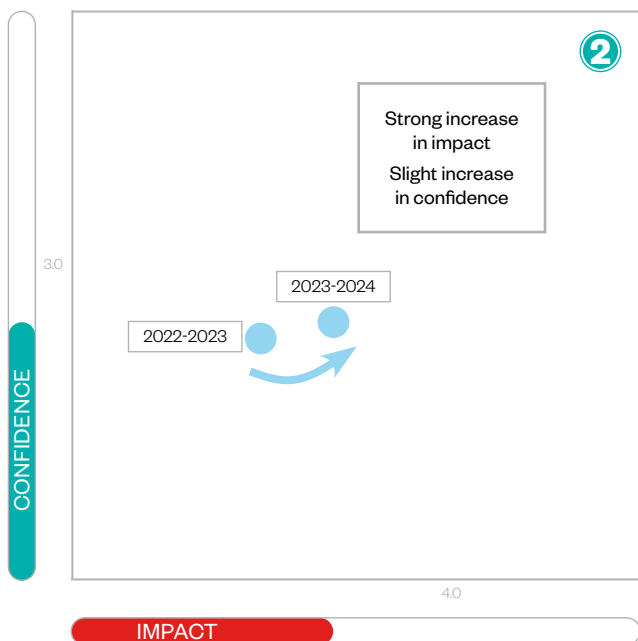 2
Strong increase
in impact
Slight increase
in confidence
3.0
2023-2024
2022-2023
CONFIDENCE
4.0
IMPACT